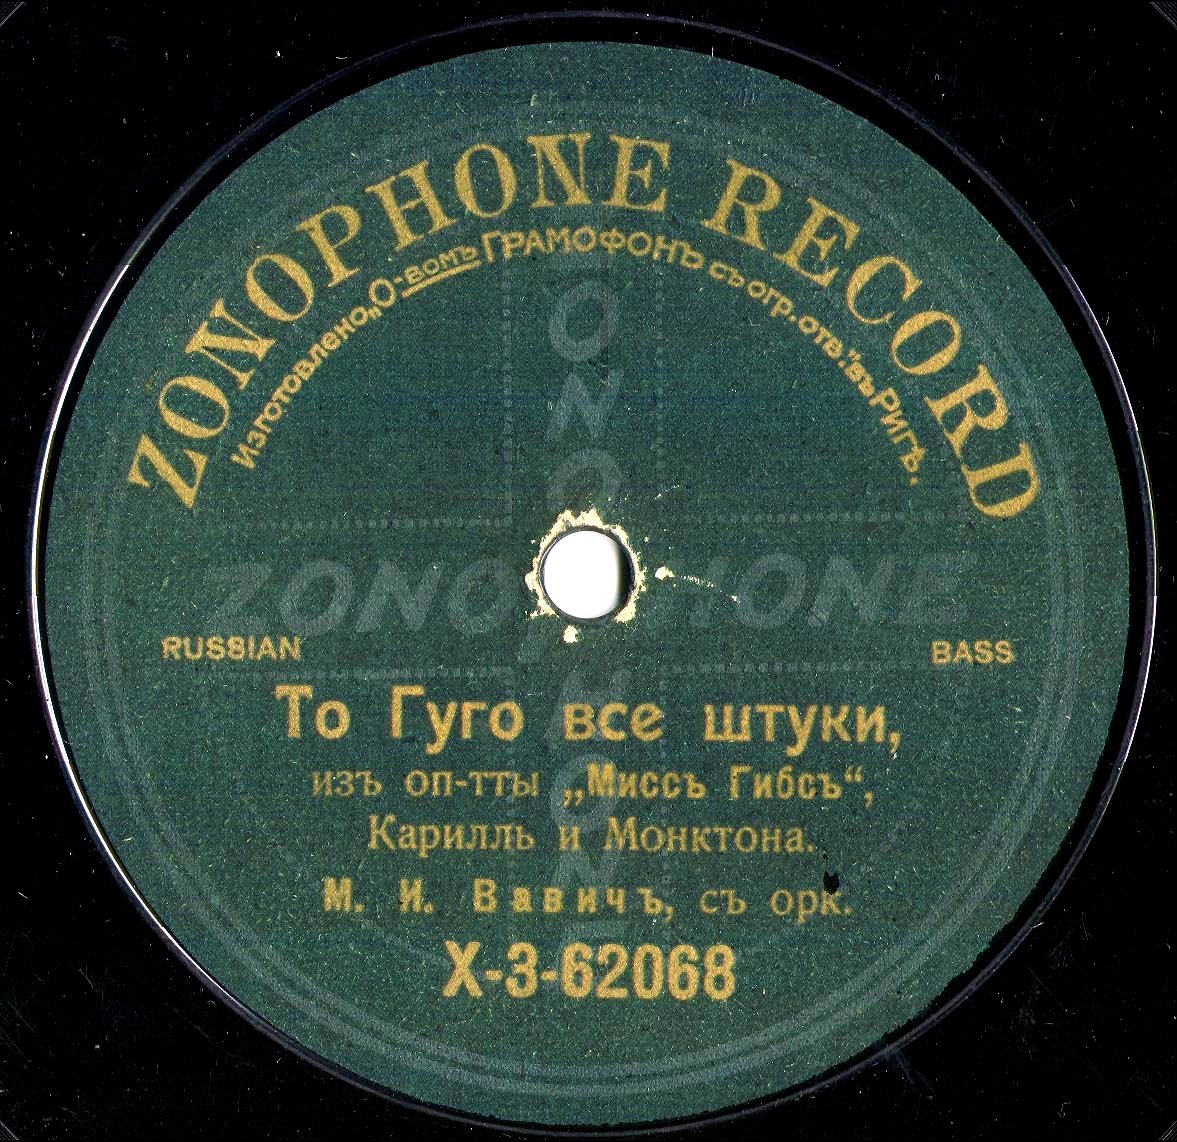 ZONOPHONE RECORD
Изготовлено „О-вомъ ГРАМОФОНЪ съ огр. отв.“ въ Ригѣ.
ZONOPHONE
ZONOPHONE
RUSSIAN
BASS
То Гуго все штуки,
изъ оп-тты „Миссъ Гибсъ“,
Карилль и Монктона.
М. И. Вавичъ, съ орк.
X-3-62068